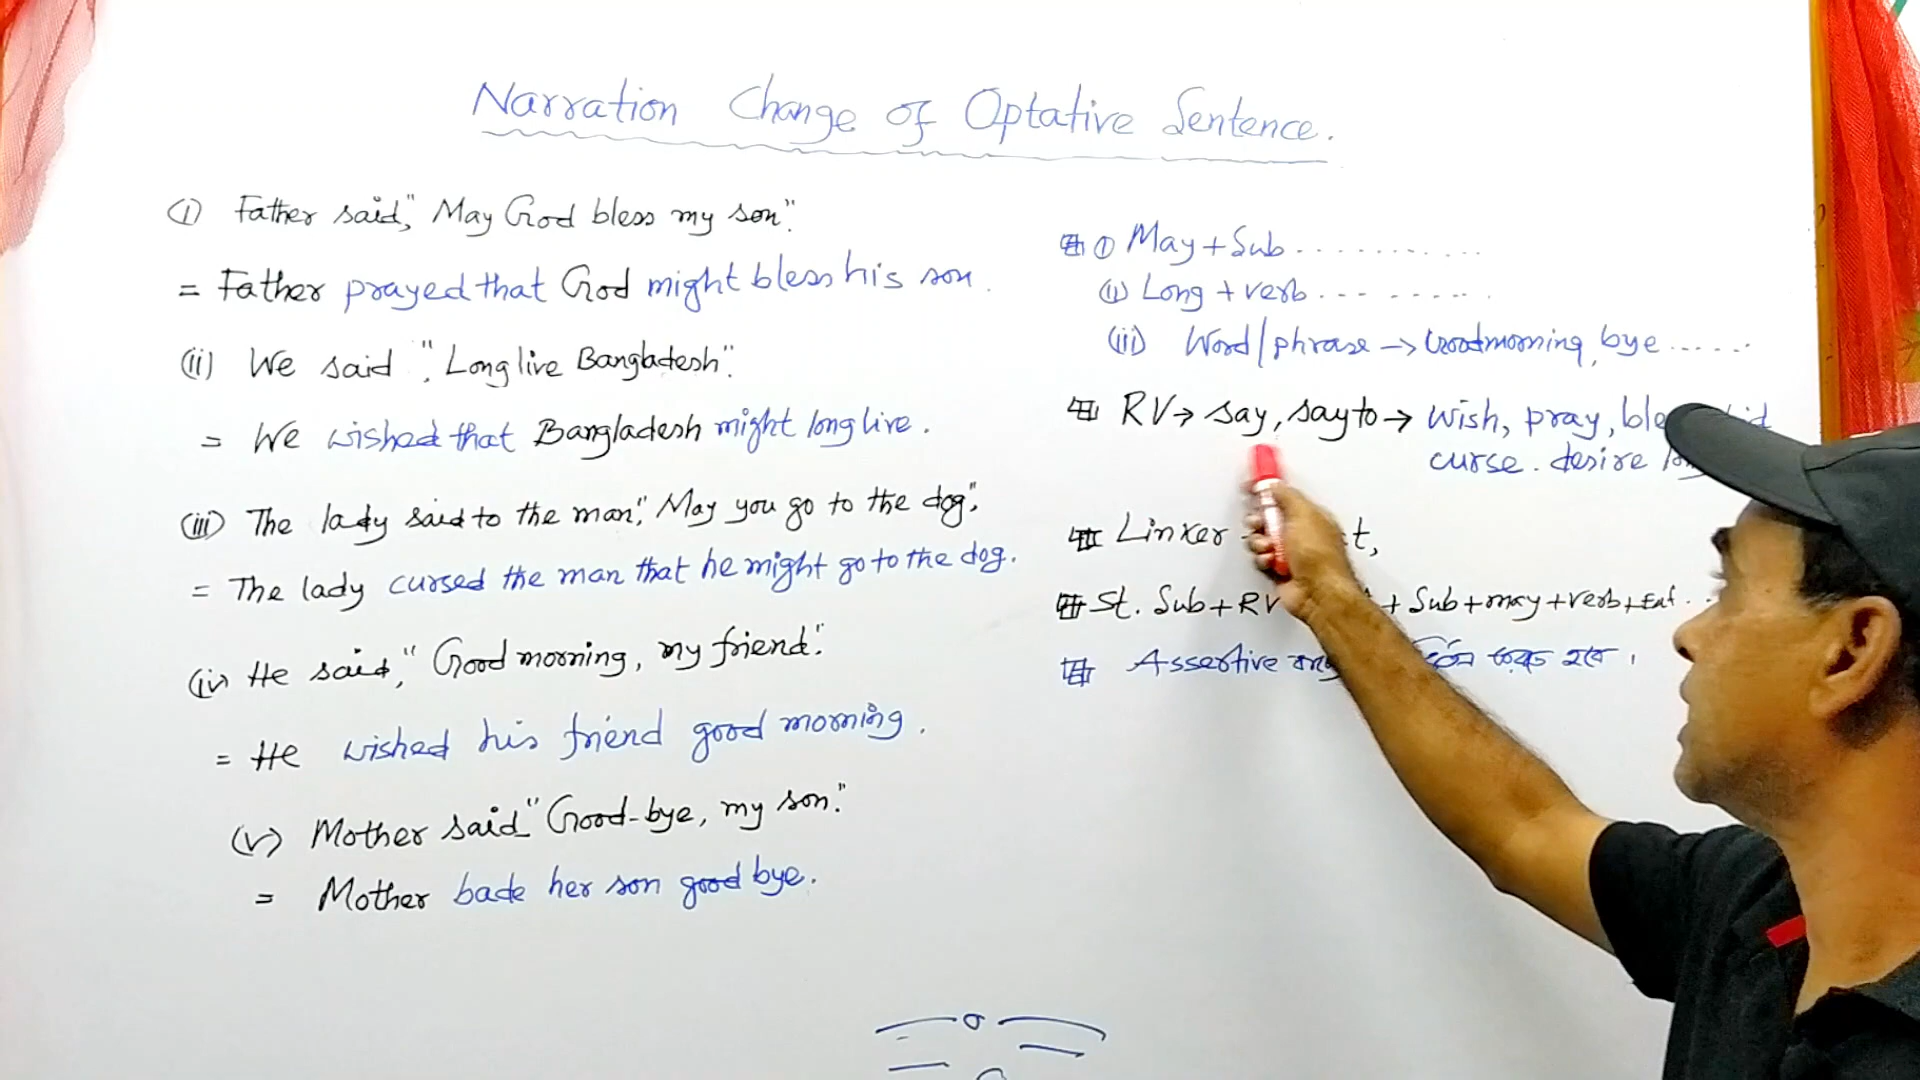 Narration Change of Optative Sentence.
(i) Father said, "May God bless my son".
= Father prayed that God might bless his son.
(ii) We said, "Long live Bangladesh".
= We wished that Bangladesh might long live.
(iii) The lady said to the man, "May you go to the dog".
= The lady cursed the man that he might go to the dog.
(iv) He said, "Good morning, my friend".
= He wished his friend good morning.
(v) Mother said "Good-bye, my son."
= Mother bade her son good bye.
(i) May + Sub ............
(ii) Long + verb .........
(iii) Word/phrase → Goodmorning, bye ......
RV → say, say to → wish, pray,
curse. desire
Linker
St. Sub + RV + Sub + may + verb + Ext...
Assertive করতে হবে।